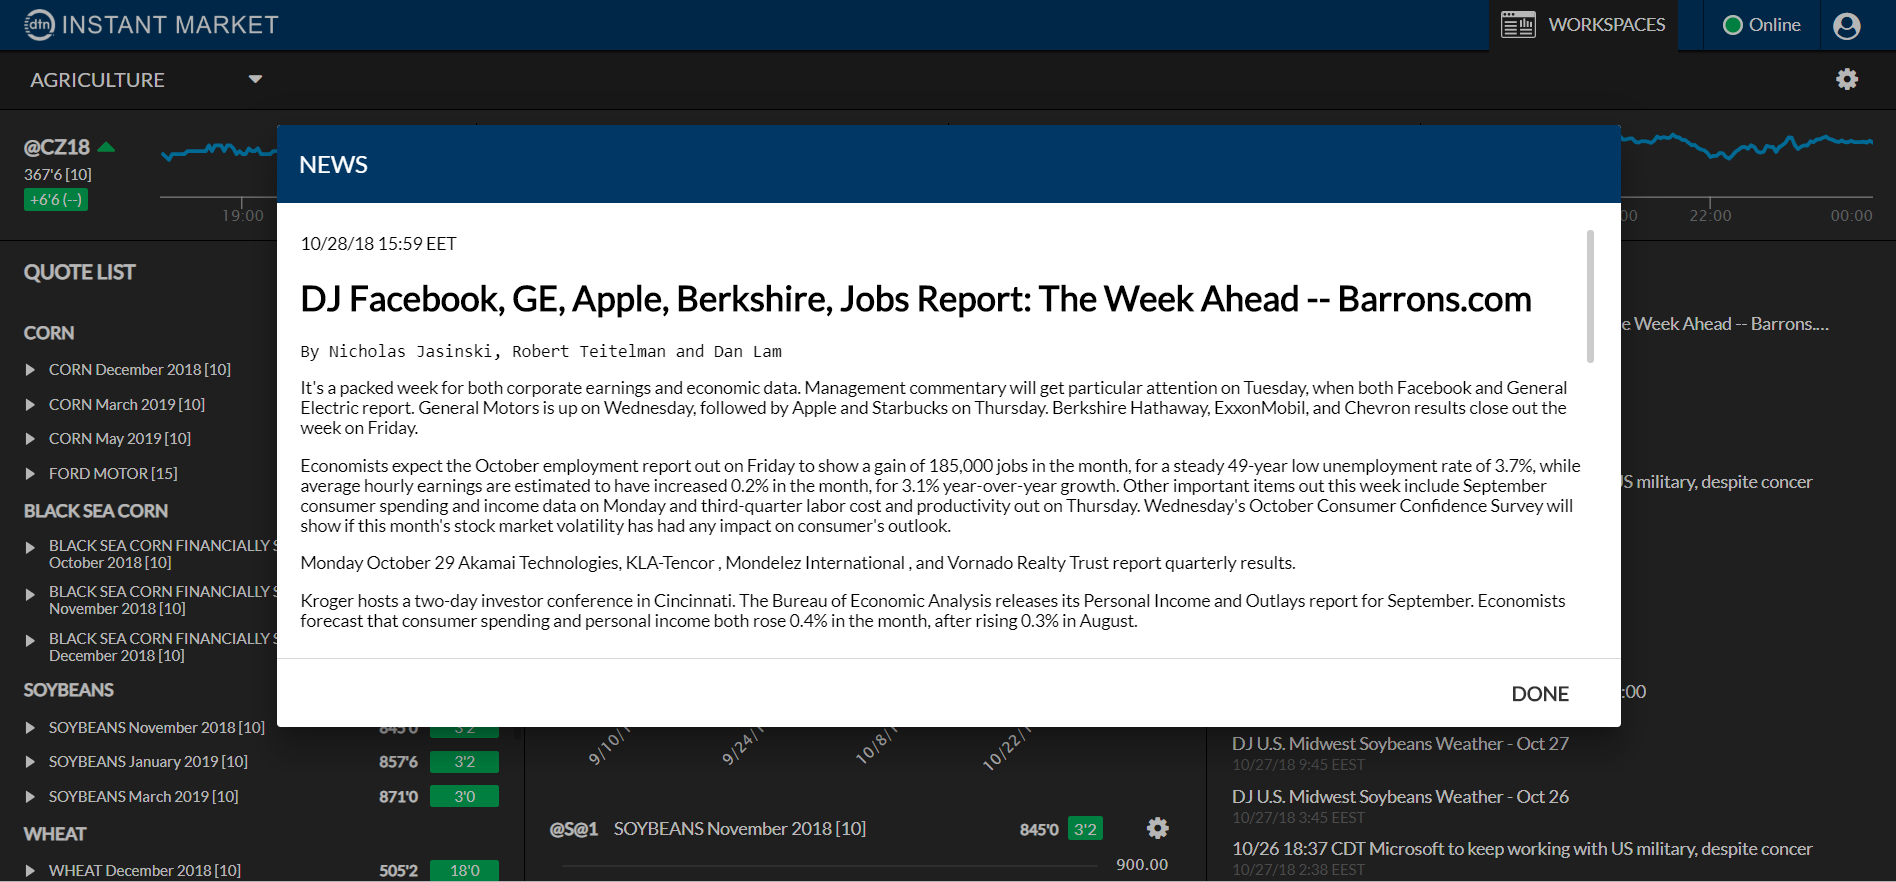 dtn INSTANT MARKET
WORKSPACES
Online
AGRICULTURE
@CZ18
367'6 [10]
+6'6 (--)
19:00
22:00
00:00
QUOTE LIST
CORN
CORN December 2018 [10]
CORN March 2019 [10]
CORN May 2019 [10]
FORD MOTOR [15]
BLACK SEA CORN
BLACK SEA CORN FINANCIALLY
October 2018 [10]
BLACK SEA CORN FINANCIALLY
November 2018 [10]
BLACK SEA CORN FINANCIALLY
December 2018 [10]
SOYBEANS
SOYBEANS November 2018 [10] 845'0 3'2
SOYBEANS January 2019 [10] 857'6 3'2
SOYBEANS March 2019 [10] 871'0 3'0
WHEAT
WHEAT December 2018 [10] 505'2 18'0
NEWS
10/28/18 15:59 EET
DJ Facebook, GE, Apple, Berkshire, Jobs Report: The Week Ahead -- Barrons.com
By Nicholas Jasinski, Robert Teitelman and Dan Lam
It's a packed week for both corporate earnings and economic data. Management commentary will get particular attention on Tuesday, when both Facebook and General
Electric report. General Motors is up on Wednesday, followed by Apple and Starbucks on Thursday. Berkshire Hathaway, ExxonMobil, and Chevron results close out the
week on Friday.
Economists expect the October employment report out on Friday to show a gain of 185,000 jobs in the month, for a steady 49-year low unemployment rate of 3.7%, while
average hourly earnings are estimated to have increased 0.2% in the month, for 3.1% year-over-year growth. Other important items out this week include September
consumer spending and income data on Monday and third-quarter labor cost and productivity out on Thursday. Wednesday's October Consumer Confidence Survey will
show if this month's stock market volatility has had any impact on consumer's outlook.
Monday October 29 Akamai Technologies, KLA-Tencor , Mondelez International , and Vornado Realty Trust report quarterly results.
Kroger hosts a two-day investor conference in Cincinnati. The Bureau of Economic Analysis releases its Personal Income and Outlays report for September. Economists
forecast that consumer spending and personal income both rose 0.4% in the month, after rising 0.3% in August.
DONE
9/10/1
9/24/1
10/8/1
10/22/1
@S@1 SOYBEANS November 2018 [10] 845'0 3'2
900.00
e Week Ahead -- Barrons....
US military, despite concer
:00
DJ U.S. Midwest Soybeans Weather - Oct 27
10/27/18 9:45 EEST
DJ U.S. Midwest Soybeans Weather - Oct 26
10/27/18 3:45 EEST
10/26 18:37 CDT Microsoft to keep working with US military, despite concer
10/27/18 2:38 EEST